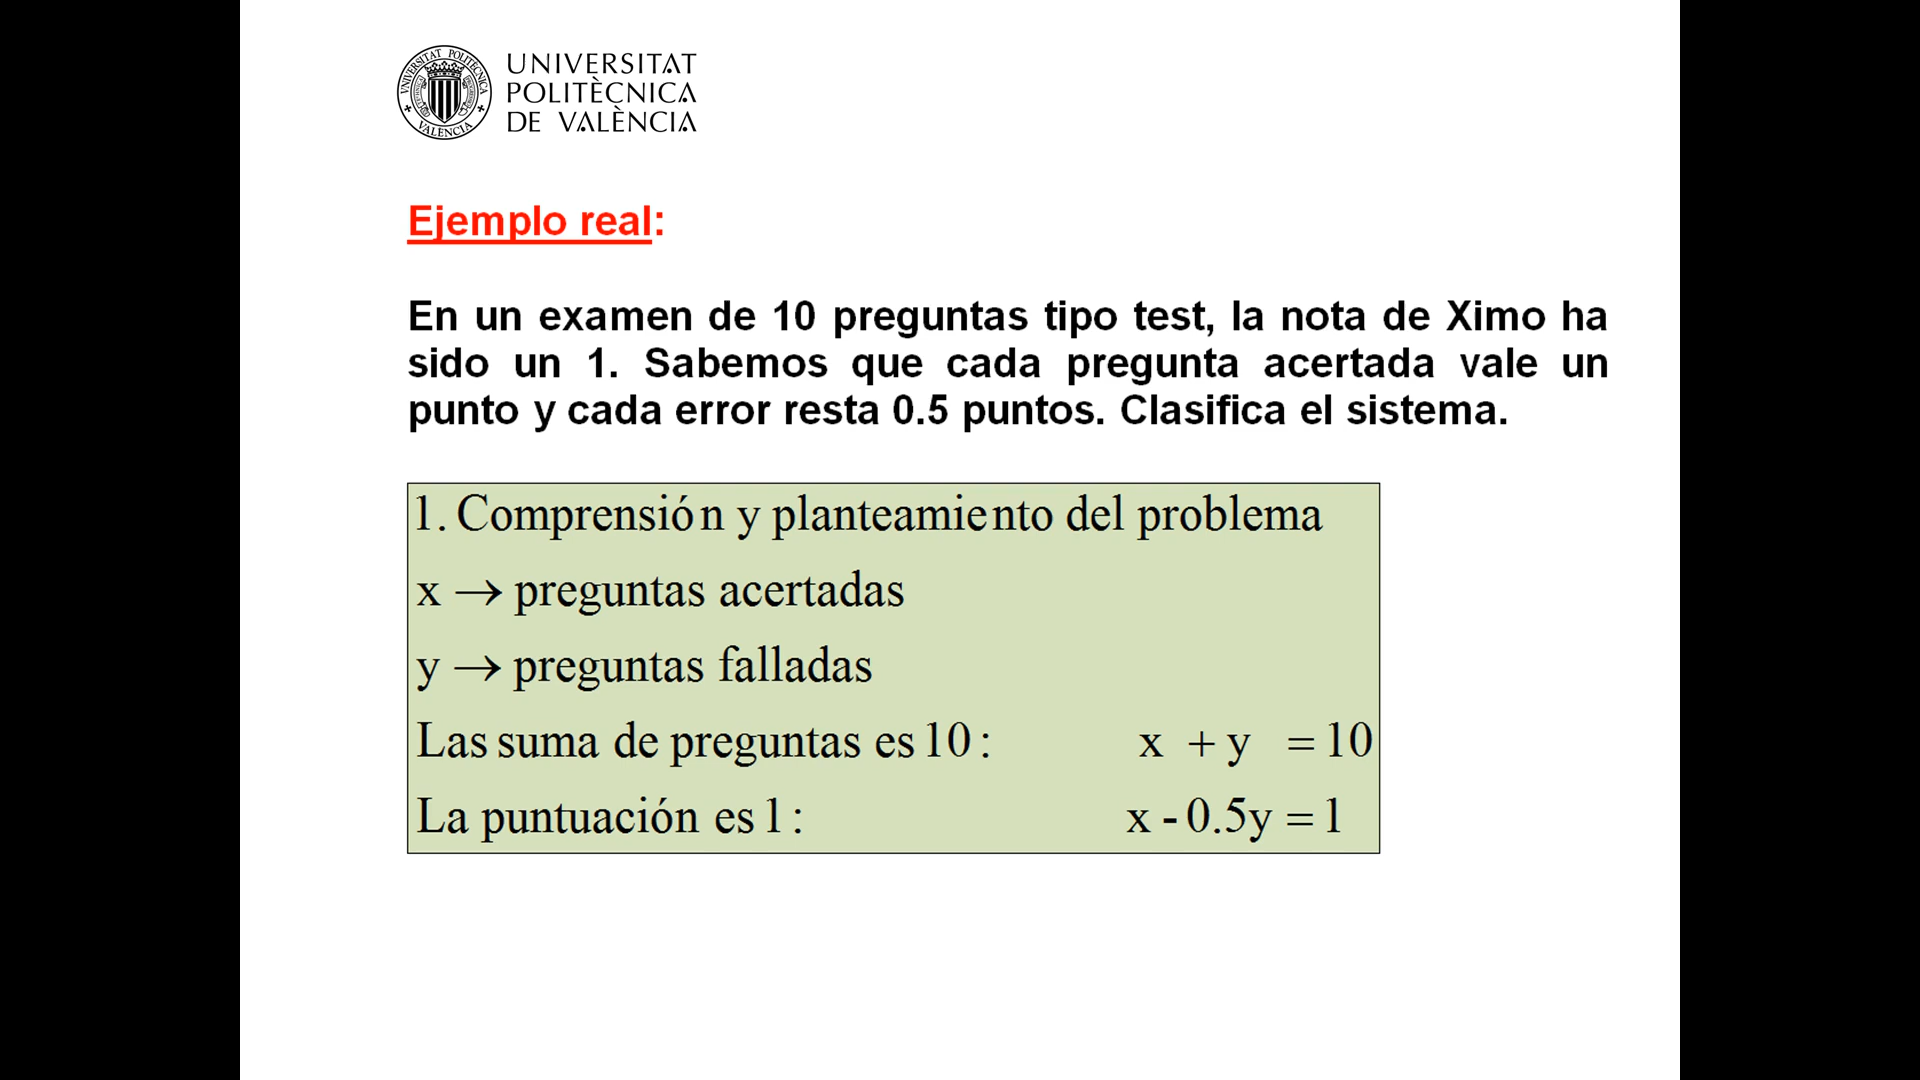 UNIVERSITAT
POLITÈCNICA
DE VALÈNCIA
Ejemplo real:
En un examen de 10 preguntas tipo test, la nota de Ximo ha
sido un 1. Sabemos que cada pregunta acertada vale un
punto y cada error resta 0.5 puntos. Clasifica el sistema.
1. Comprensión y planteamiento del problema
x → preguntas acertadas
y → preguntas falladas
Las suma de preguntas es 10: x + y = 10
La puntuación es 1: x - 0.5y = 1